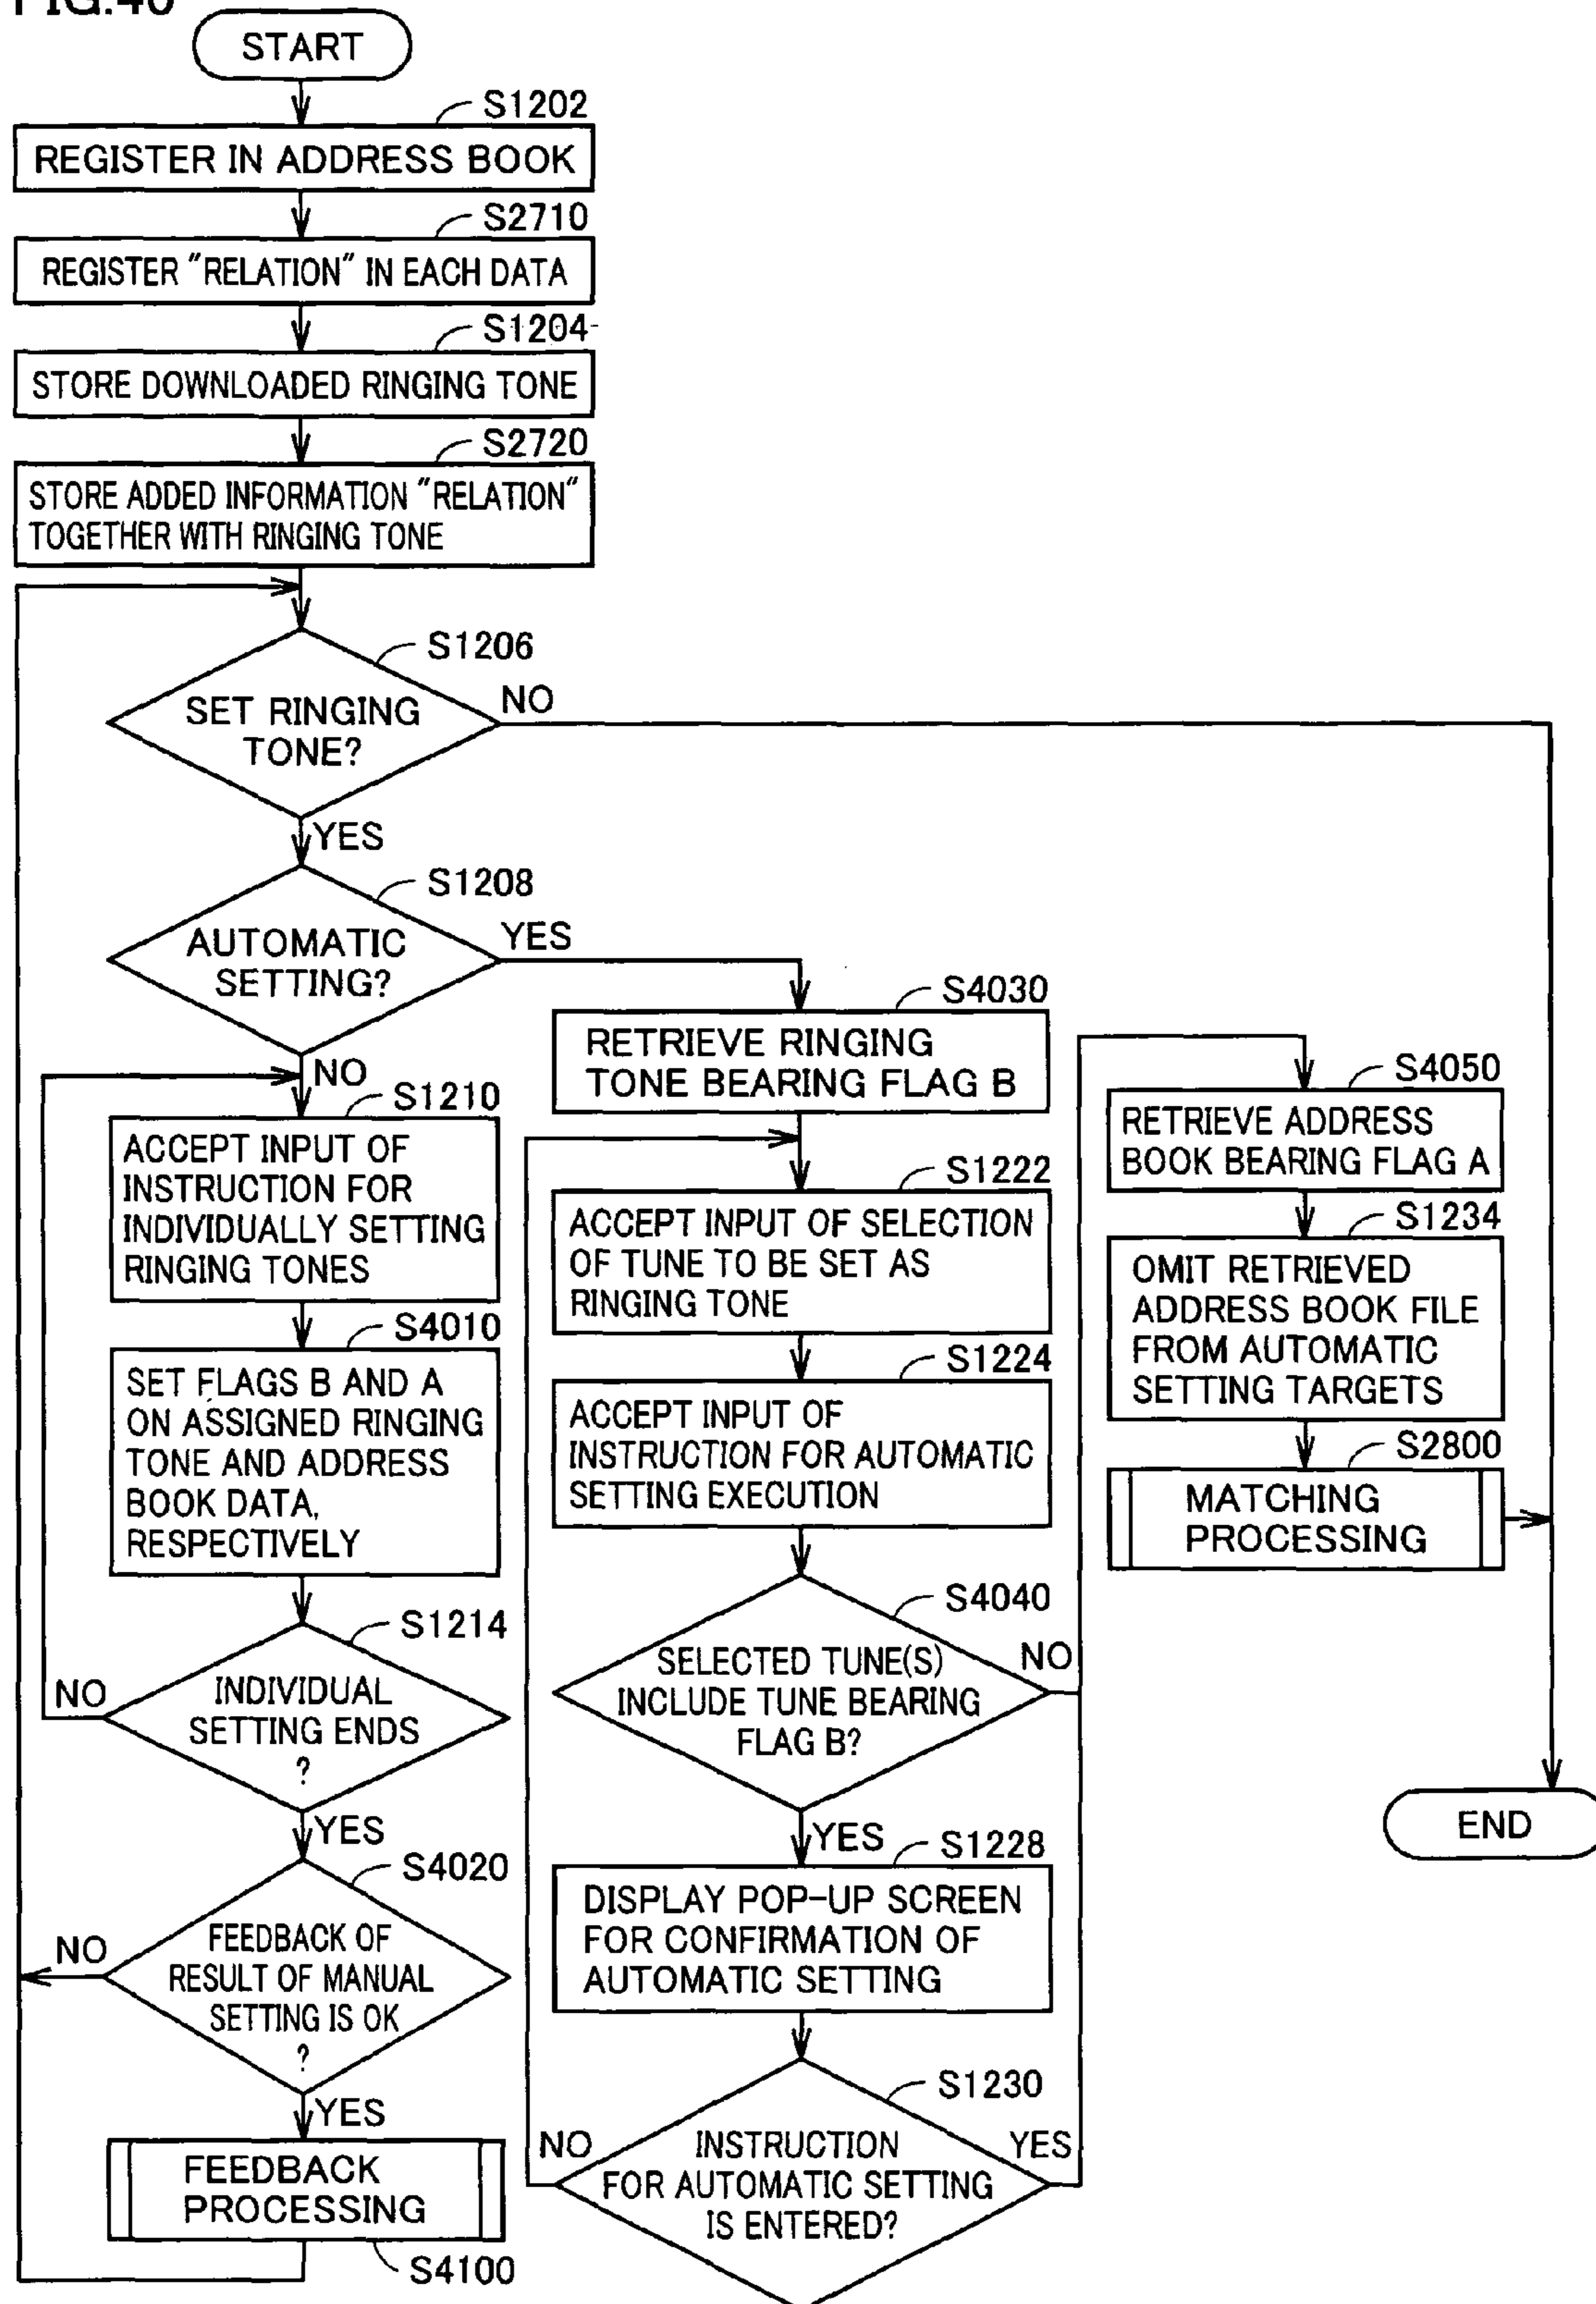 FIG.40
START
S1202
REGISTER IN ADDRESS BOOK
S2710
REGISTER "RELATION" IN EACH DATA
S1204
STORE DOWNLOADED RINGING TONE
S2720
STORE ADDED INFORMATION "RELATION"
TOGETHER WITH RINGING TONE
S1206
SET RINGING
TONE?
NO
YES
S1208
AUTOMATIC
SETTING?
YES
NO
S1210
ACCEPT INPUT OF
INSTRUCTION FOR
INDIVIDUALLY SETTING
RINGING TONES
S4010
SET FLAGS B AND A
ON ASSIGNED RINGING
TONE AND ADDRESS
BOOK DATA,
RESPECTIVELY
S1214
INDIVIDUAL
SETTING ENDS
?
NO
YES
S4020
FEEDBACK OF
RESULT OF MANUAL
SETTING IS OK
?
NO
YES
FEEDBACK
PROCESSING
S4100
S4030
RETRIEVE RINGING
TONE BEARING FLAG B
S1222
ACCEPT INPUT OF SELECTION
OF TUNE TO BE SET AS
RINGING TONE
S1224
ACCEPT INPUT OF
INSTRUCTION FOR AUTOMATIC
SETTING EXECUTION
S4040
SELECTED TUNE(S)
INCLUDE TUNE BEARING
FLAG B?
NO
YES
S1228
DISPLAY POP-UP SCREEN
FOR CONFIRMATION OF
AUTOMATIC SETTING
S1230
INSTRUCTION
FOR AUTOMATIC SETTING
IS ENTERED?
NO
YES
S4050
RETRIEVE ADDRESS
BOOK BEARING FLAG A
S1234
OMIT RETRIEVED
ADDRESS BOOK FILE
FROM AUTOMATIC
SETTING TARGETS
S2800
MATCHING
PROCESSING
END